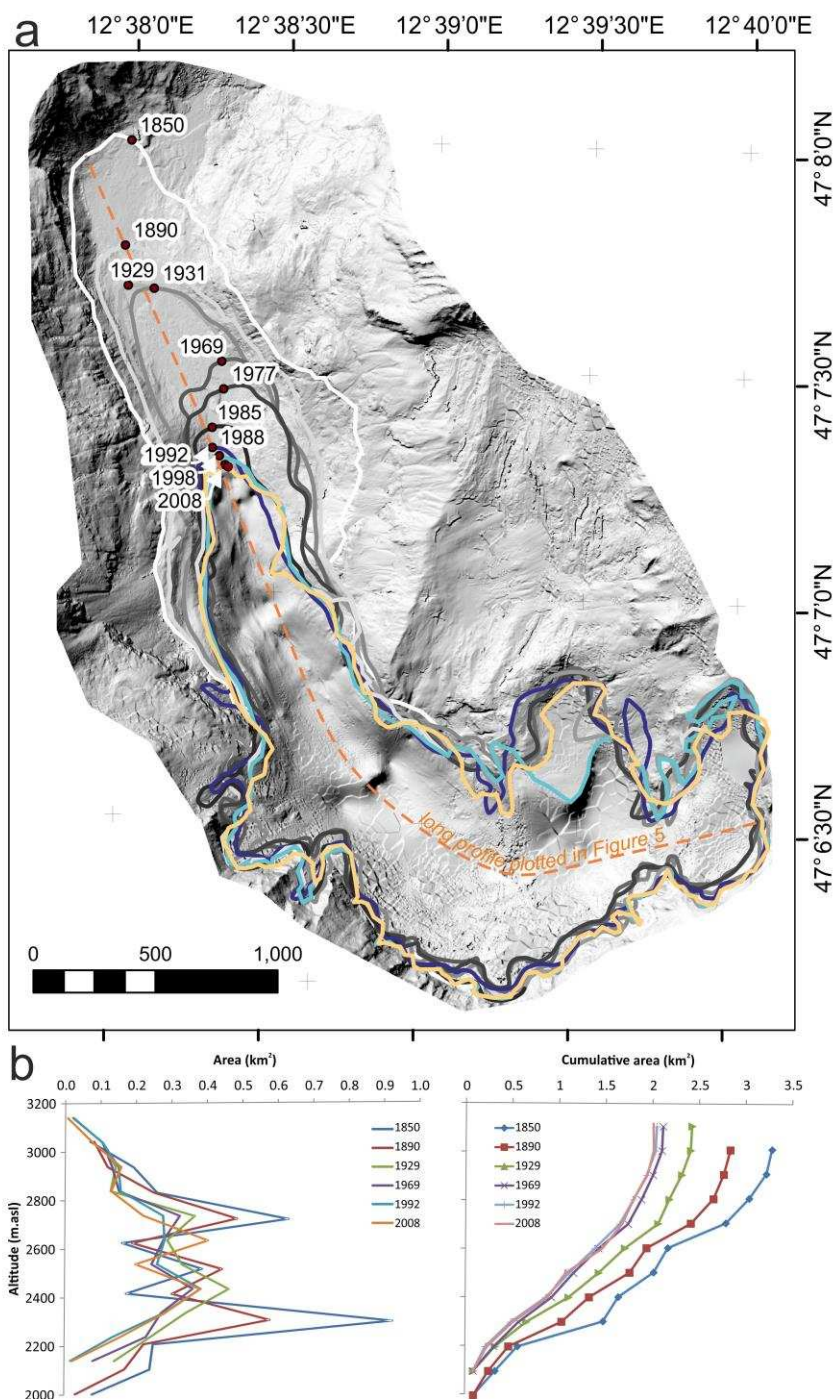 a
12°38'0"E 12°38'30"E 12°39'0"E 12°39'30"E 12°40'0"E
1850
47°8'0"N
1890
1929 1931
1969
47°7'30"N
1977
1985
1988
1992
1998
2008
47°7'0"N
long profile plotted in Figure 5
47°6'30"N
0 500 1,000
b
Area (km²)
0.0 0.1 0.2 0.3 0.4 0.5 0.6 0.7 0.8 0.9 1.0
Altitude (m.asl)
3200
3000
2800
2600
2400
2200
2000
1850
1890
1929
1969
1992
2008
Cumulative area (km²)
0 0.5 1 1.5 2 2.5 3 3.5
1850
1890
1929
1969
1992
2008